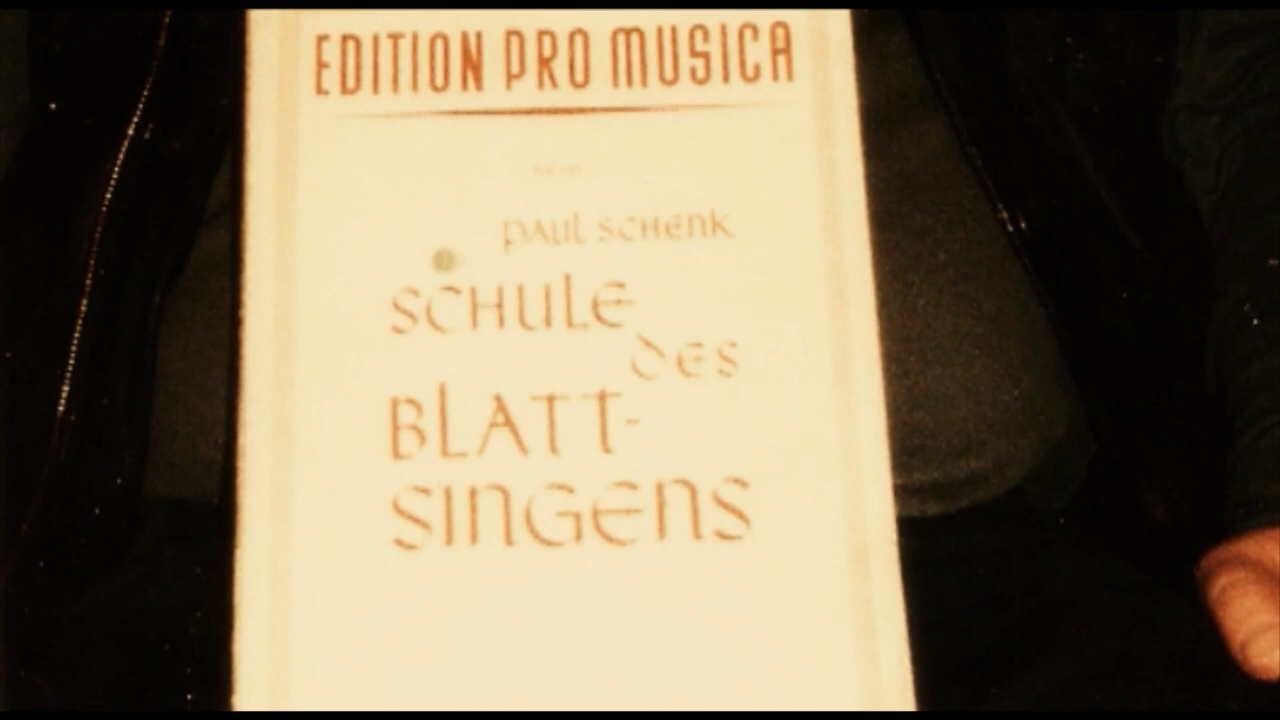 EDITION PRO MUSICA
PAUL SCHENK
SCHULE
DES
BLATT-
SINGENS